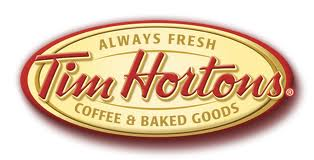 ALWAYS FRESH
Tim Hortons®
COFFEE & BAKED GOODS